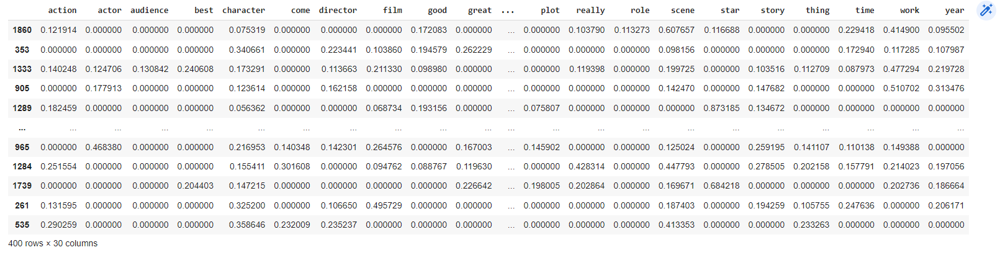 action actor audience best character come director film good great ... plot really role scene star story thing time work year
1860 0.121914 0.000000 0.000000 0.000000 0.075319 0.000000 0.000000 0.000000 0.172083 0.000000 ... 0.000000 0.103790 0.113273 0.607657 0.116688 0.000000 0.000000 0.229418 0.414900 0.095502
353 0.000000 0.000000 0.000000 0.000000 0.340661 0.000000 0.223441 0.103860 0.194579 0.262229 ... 0.000000 0.000000 0.000000 0.098156 0.000000 0.000000 0.000000 0.172940 0.117285 0.107987
1333 0.140248 0.124706 0.130842 0.240608 0.173291 0.000000 0.113663 0.211330 0.098980 0.000000 ... 0.000000 0.119398 0.000000 0.199725 0.000000 0.103516 0.112709 0.087973 0.477294 0.219728
905 0.000000 0.177913 0.000000 0.000000 0.123614 0.000000 0.162158 0.000000 0.000000 0.000000 ... 0.000000 0.000000 0.000000 0.142470 0.000000 0.147682 0.000000 0.000000 0.510702 0.313476
1289 0.182459 0.000000 0.000000 0.000000 0.056362 0.000000 0.000000 0.068734 0.193156 0.000000 ... 0.075807 0.000000 0.000000 0.000000 0.873185 0.134672 0.000000 0.000000 0.000000 0.000000
... ... ... ... ... ... ... ... ... ... ... ... ... ... ... ... ... ... ... ... ... ...
965 0.000000 0.468380 0.000000 0.000000 0.216953 0.140348 0.142301 0.264576 0.000000 0.167003 ... 0.145902 0.000000 0.000000 0.125024 0.000000 0.259195 0.141107 0.110138 0.149388 0.000000
1284 0.251554 0.000000 0.000000 0.000000 0.155411 0.301608 0.000000 0.094762 0.088767 0.119630 ... 0.000000 0.428314 0.000000 0.447793 0.000000 0.278505 0.202158 0.157791 0.214023 0.197056
1739 0.000000 0.000000 0.000000 0.204403 0.147215 0.000000 0.000000 0.000000 0.000000 0.226642 ... 0.198005 0.202864 0.000000 0.169671 0.684218 0.000000 0.000000 0.000000 0.202736 0.186664
261 0.131595 0.000000 0.000000 0.000000 0.325200 0.000000 0.106650 0.495729 0.000000 0.000000 ... 0.000000 0.000000 0.000000 0.187403 0.000000 0.194259 0.105755 0.247636 0.000000 0.206171
535 0.290259 0.000000 0.000000 0.000000 0.358646 0.232009 0.235237 0.000000 0.000000 0.000000 ... 0.000000 0.000000 0.000000 0.413353 0.000000 0.000000 0.233263 0.000000 0.000000 0.000000
400 rows × 30 columns